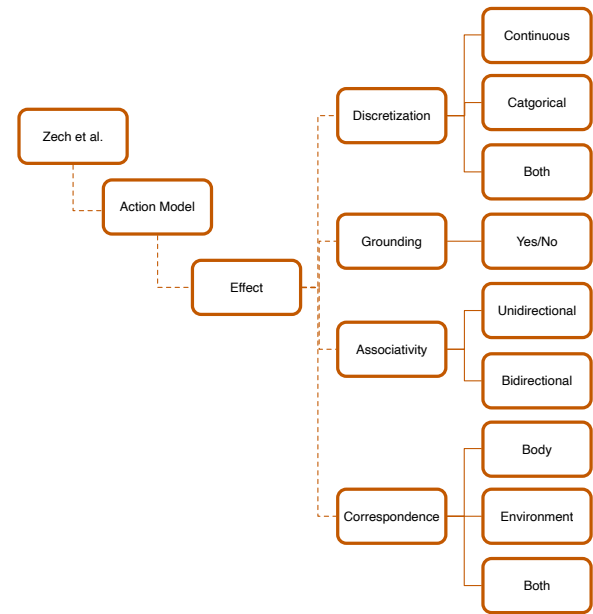 Zech et al.
Action Model
Effect
Discretization
Continuous
Catgorical
Both
Grounding
Yes/No
Associativity
Unidirectional
Bidirectional
Correspondence
Body
Environment
Both